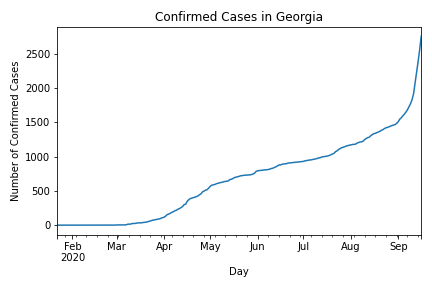 Confirmed Cases in Georgia
Number of Confirmed Cases
2500
2000
1500
1000
500
0
Feb
2020
Mar
Apr
May
Jun
Jul
Aug
Sep
Day